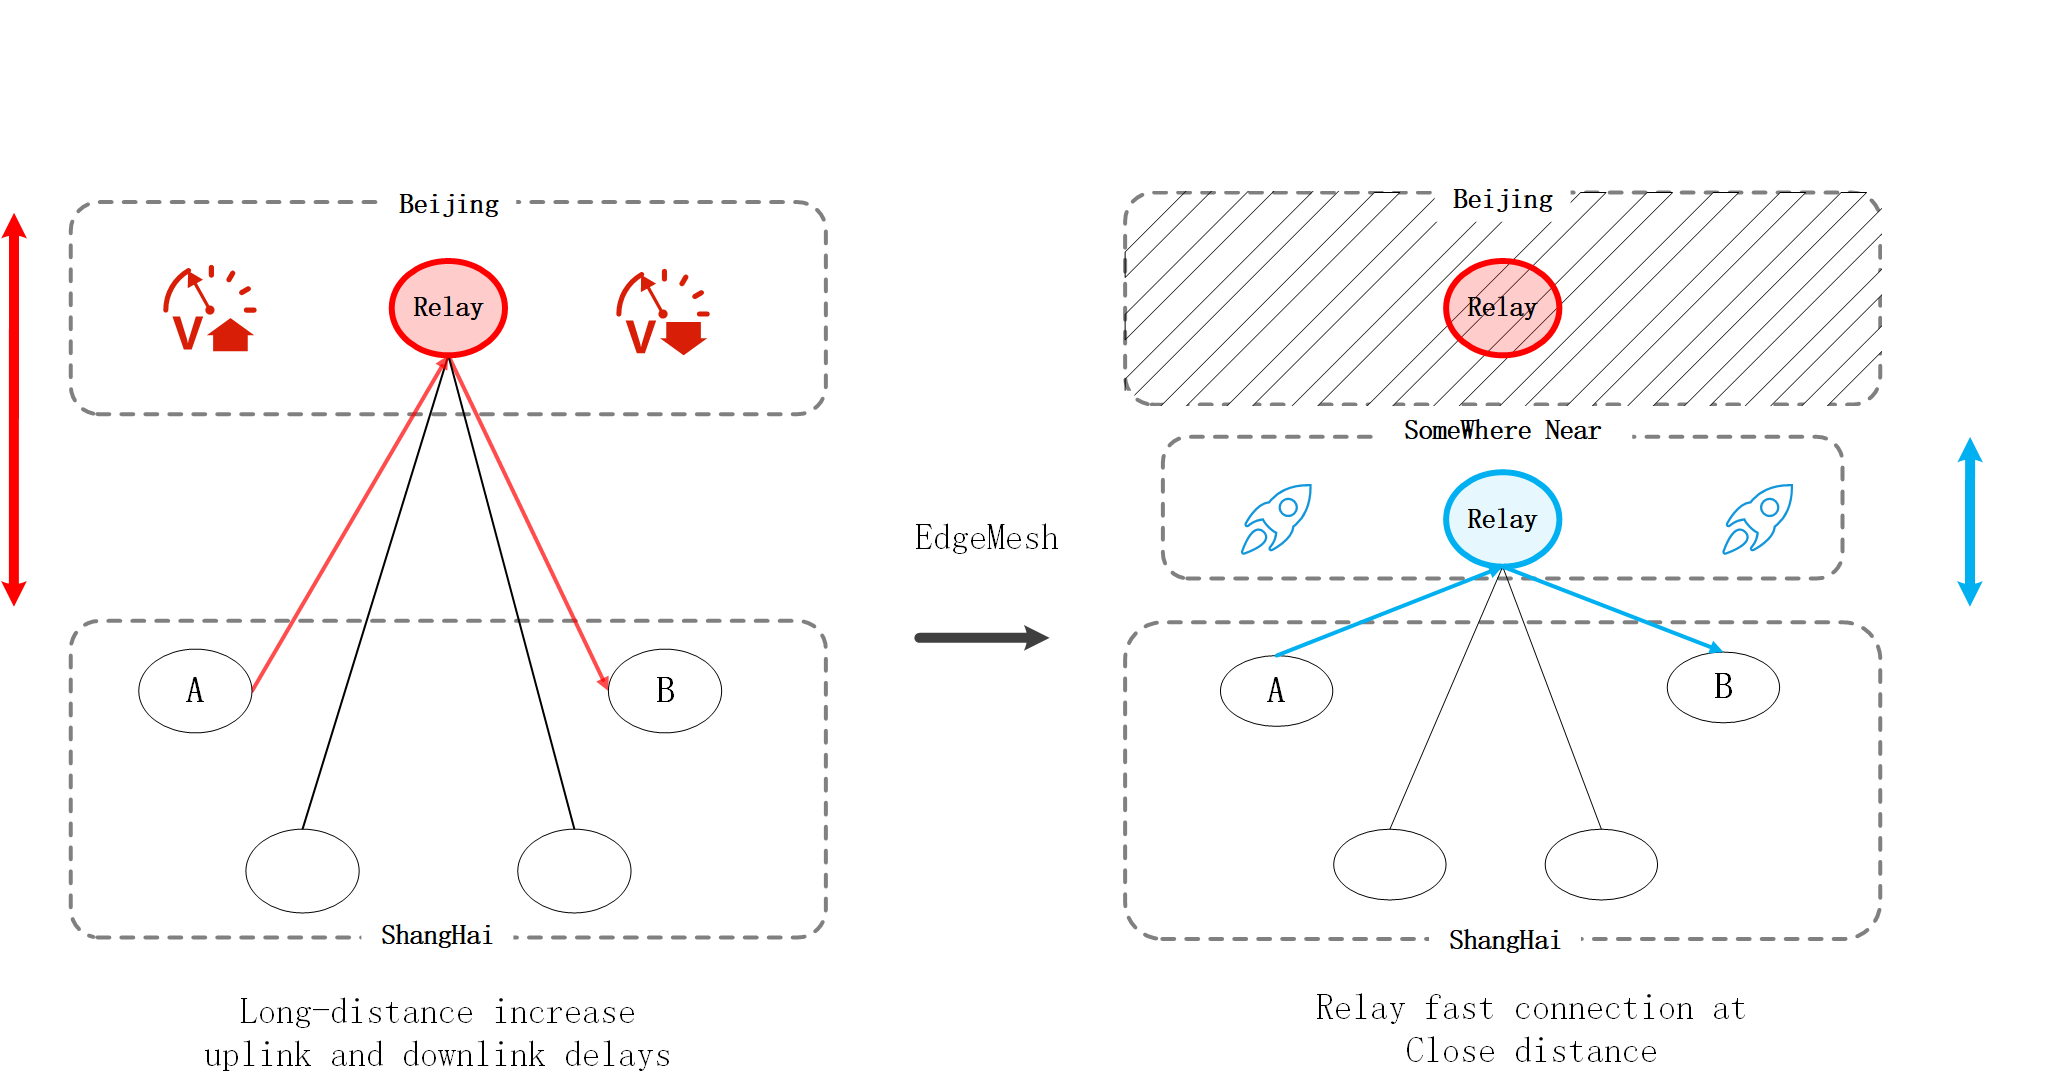 Beijing
V
Relay
V
A
B
ShangHai
Long-distance increase
uplink and downlink delays
EdgeMesh
Beijing
Relay
SomeWhere Near
Relay
A
B
ShangHai
Relay fast connection at
Close distance